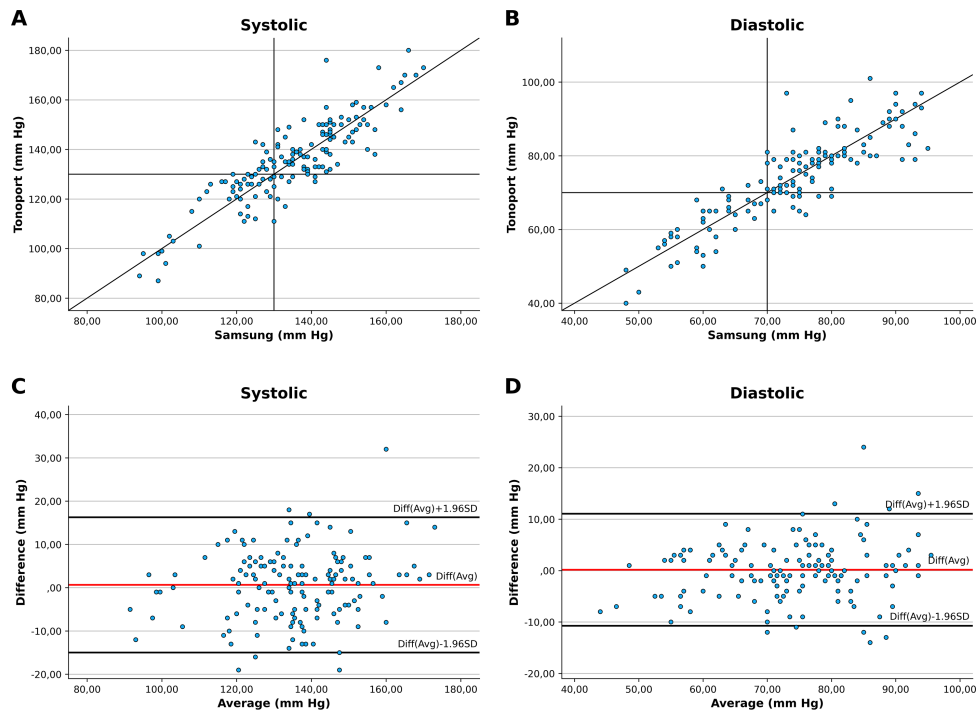 A
Systolic
Tonoport (mm Hg)
180,00
160,00
140,00
120,00
100,00
80,00
80,00 100,00 120,00 140,00 160,00 180,00
Samsung (mm Hg)
B
Diastolic
Tonoport (mm Hg)
100,00
80,00
60,00
40,00
40,00 50,00 60,00 70,00 80,00 90,00 100,00
Samsung (mm Hg)
C
Systolic
Difference (mm Hg)
40,00
30,00
20,00
10,00
,00
-10,00
-20,00
Diff(Avg)+1.96SD
Diff(Avg)
Diff(Avg)-1.96SD
80,00 100,00 120,00 140,00 160,00 180,00
Average (mm Hg)
D
Diastolic
Difference (mm Hg)
30,00
20,00
10,00
,00
-10,00
-20,00
Diff(Avg)+1.96SD
Diff(Avg)
Diff(Avg)-1.96SD
40,00 50,00 60,00 70,00 80,00 90,00 100,00
Average (mm Hg)